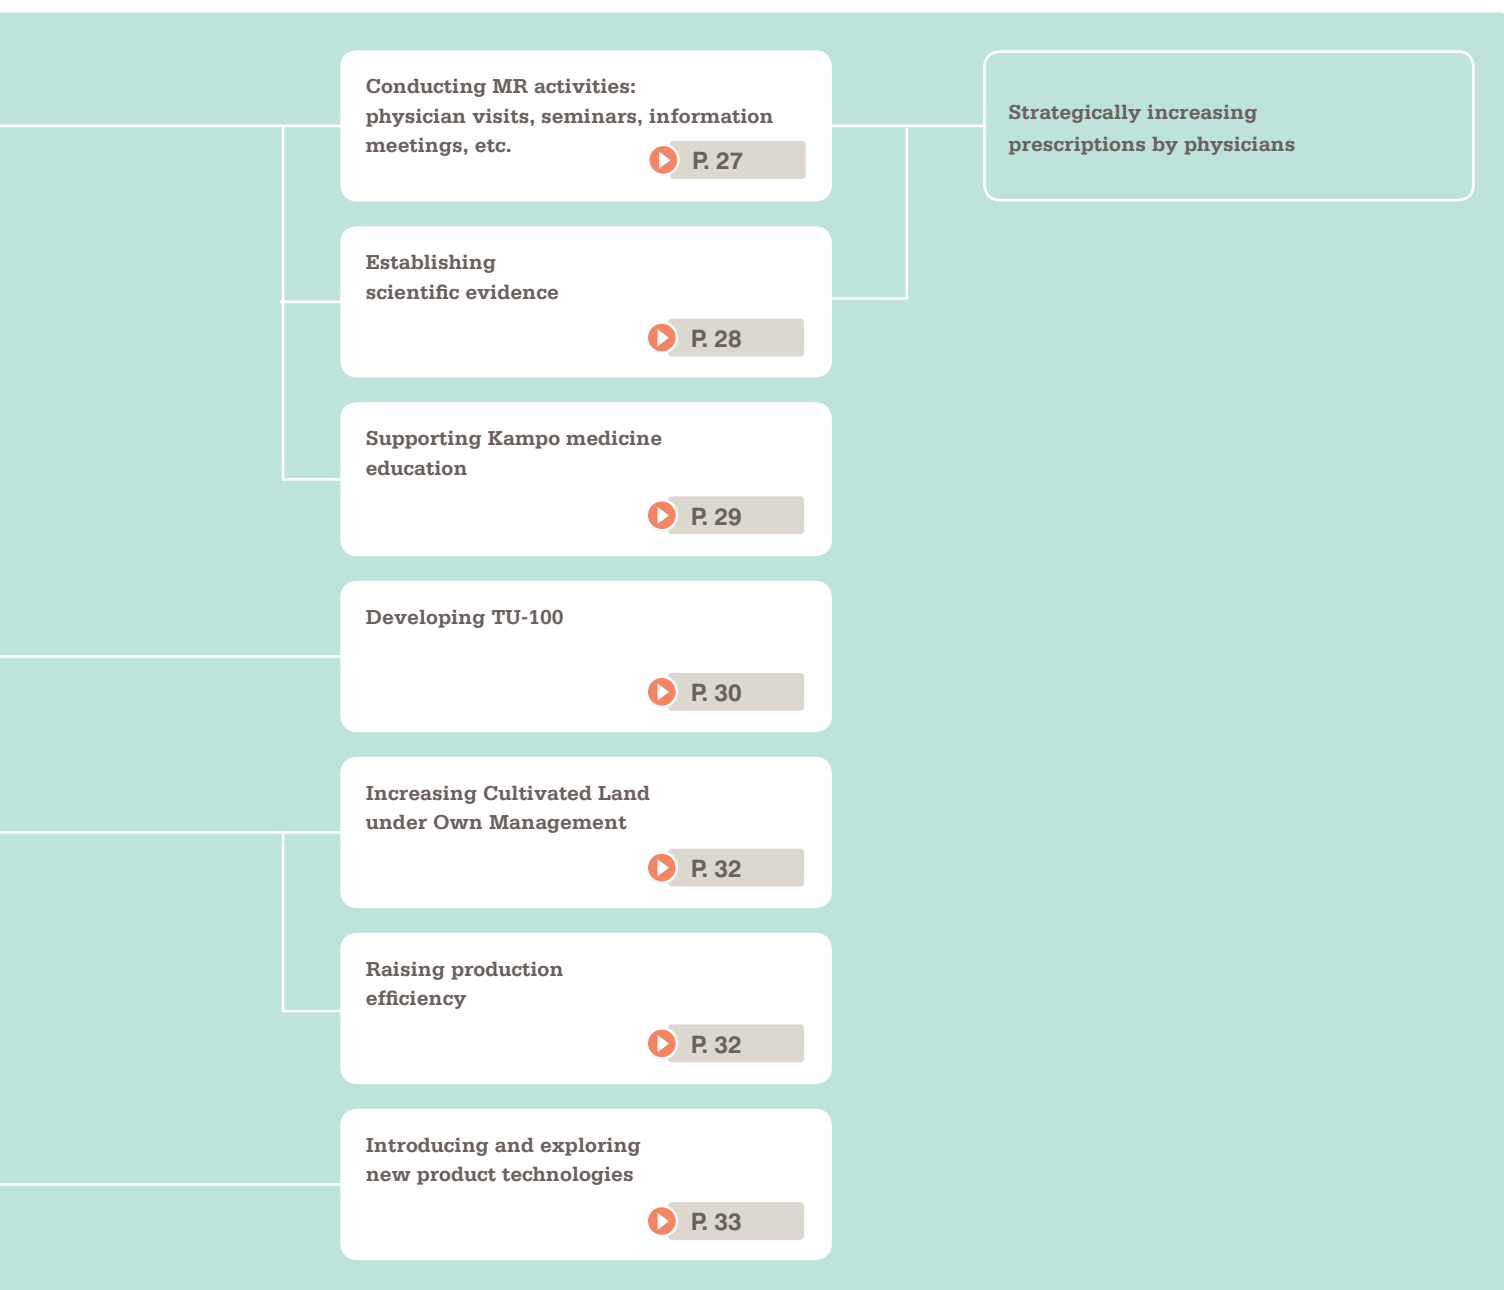 Conducting MR activities:
physician visits, seminars, information
meetings, etc.
P. 27
Strategically increasing
prescriptions by physicians
Establishing
scientific evidence
P. 28
Supporting Kampo medicine
education
P. 29
Developing TU-100
P. 30
Increasing Cultivated Land
under Own Management
P. 32
Raising production
efficiency
P. 32
Introducing and exploring
new product technologies
P. 33